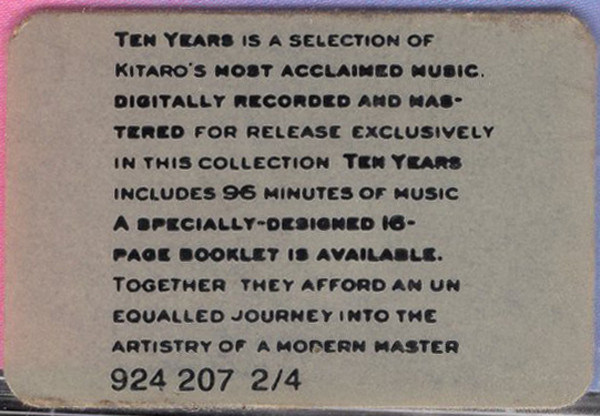 TEN YEARS IS A SELECTION OF
KITARO'S MOST ACCLAIMED MUSIC.
DIGITALLY RECORDED AND MAS-
TERED FOR RELEASE EXCLUSIVELY
IN THIS COLLECTION TEN YEARS
INCLUDES 96 MINUTES OF MUSIC
A SPECIALLY-DESIGNED 16-
PAGE BOOKLET IS AVAILABLE.
TOGETHER THEY AFFORD AN UN
EQUALLED JOURNEY INTO THE
ARTISTRY OF A MODERN MASTER
924 207 2/4